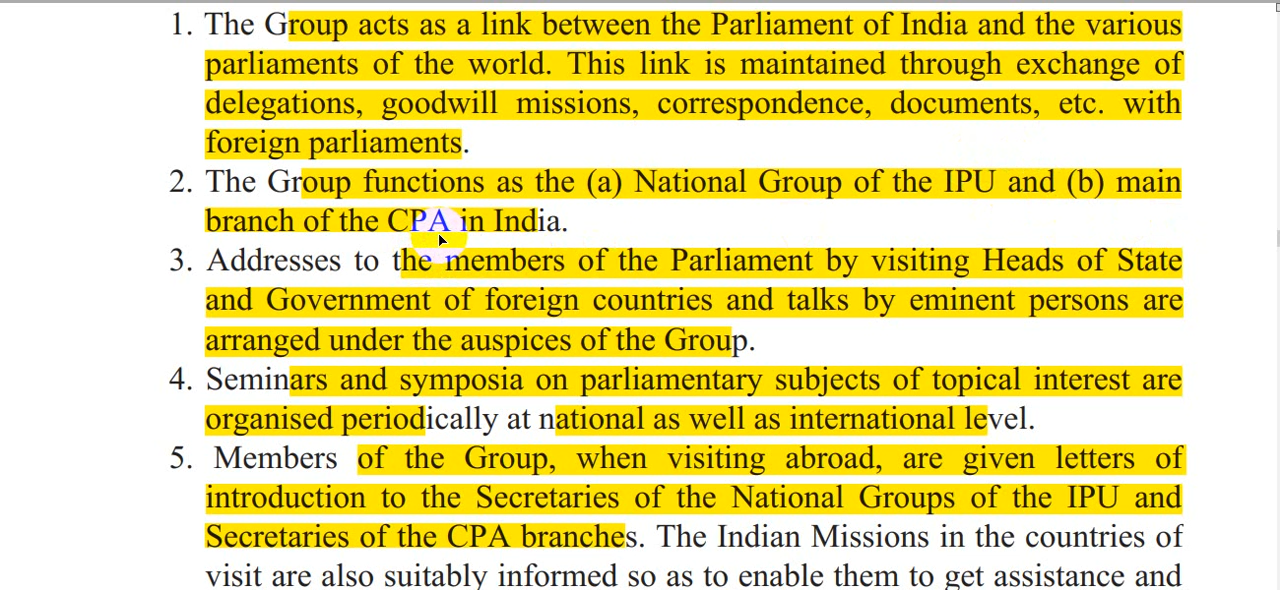 1. The Group acts as a link between the Parliament of India and the various
parliaments of the world. This link is maintained through exchange of
delegations, goodwill missions, correspondence, documents, etc. with
foreign parliaments.
2. The Group functions as the (a) National Group of the IPU and (b) main
branch of the CPA in India.
3. Addresses to the members of the Parliament by visiting Heads of State
and Government of foreign countries and talks by eminent persons are
arranged under the auspices of the Group.
4. Seminars and symposia on parliamentary subjects of topical interest are
organised periodically at national as well as international level.
5. Members of the Group, when visiting abroad, are given letters of
introduction to the Secretaries of the National Groups of the IPU and
Secretaries of the CPA branches. The Indian Missions in the countries of
visit are also suitably informed so as to enable them to get assistance and